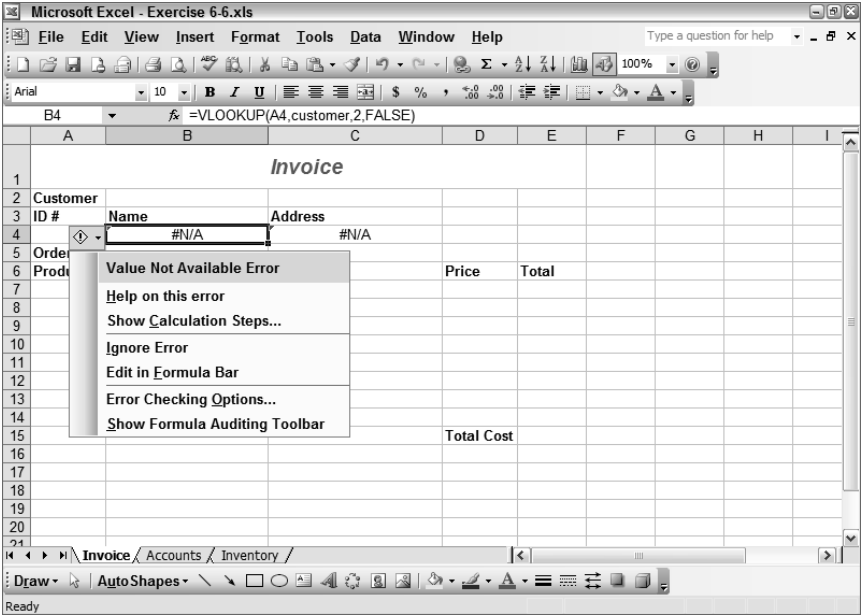 Microsoft Excel - Exercise 6-6.xls
File Edit View Insert Format Tools Data Window Help Type a question for help
100%
Arial 10 B I U $ % ,
B4 fx =VLOOKUP(A4,customer,2,FALSE)
A B C D E F G H I
1 Invoice
2 Customer
3 ID # Name Address
4 #N/A #N/A
5 Orde
6 Produ Price Total
Value Not Available Error
7
Help on this error
8
Show Calculation Steps...
9
10
Ignore Error
11
Edit in Formula Bar
12
13
Error Checking Options...
14
Show Formula Auditing Toolbar
15 Total Cost
16
17
18
19
20
21
Invoice Accounts Inventory
Draw AutoShapes
Ready